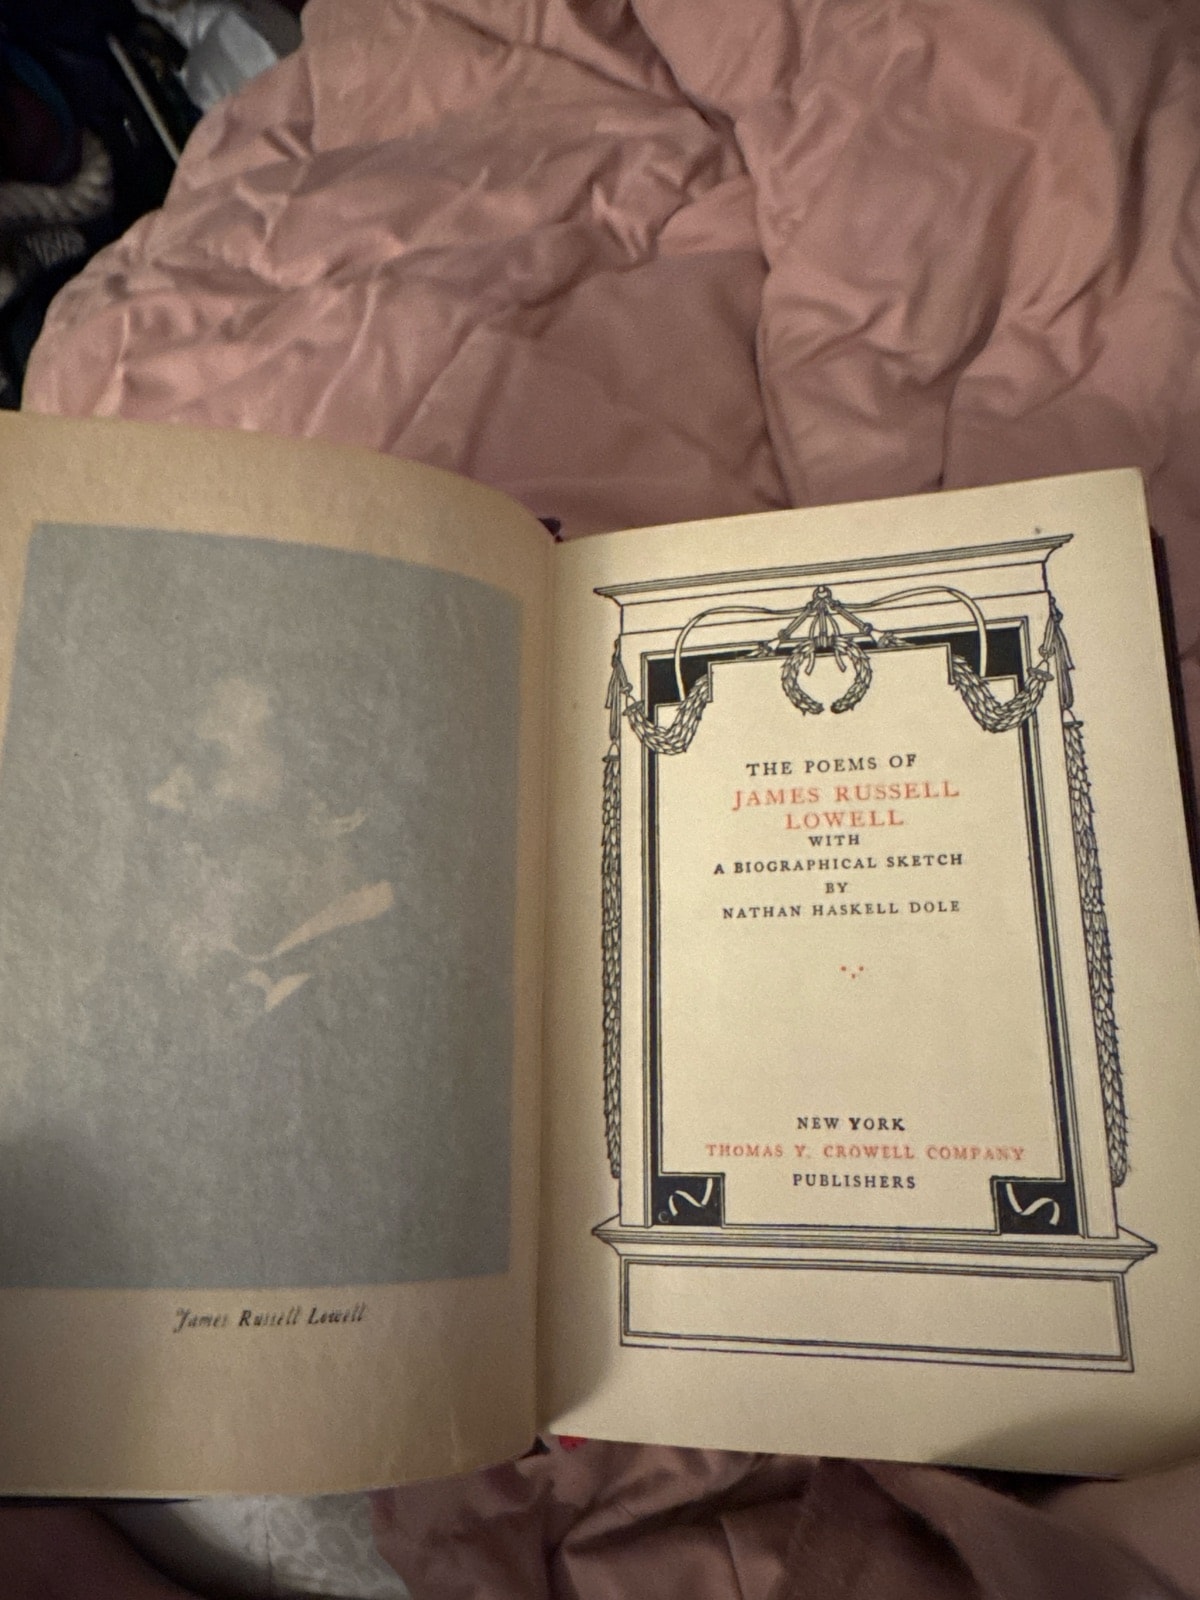 James Russell Lowell
THE POEMS OF
JAMES RUSSELL
LOWELL
WITH
A BIOGRAPHICAL SKETCH
BY
NATHAN HASKELL DOLE
NEW YORK
THOMAS Y. CROWELL COMPANY
PUBLISHERS